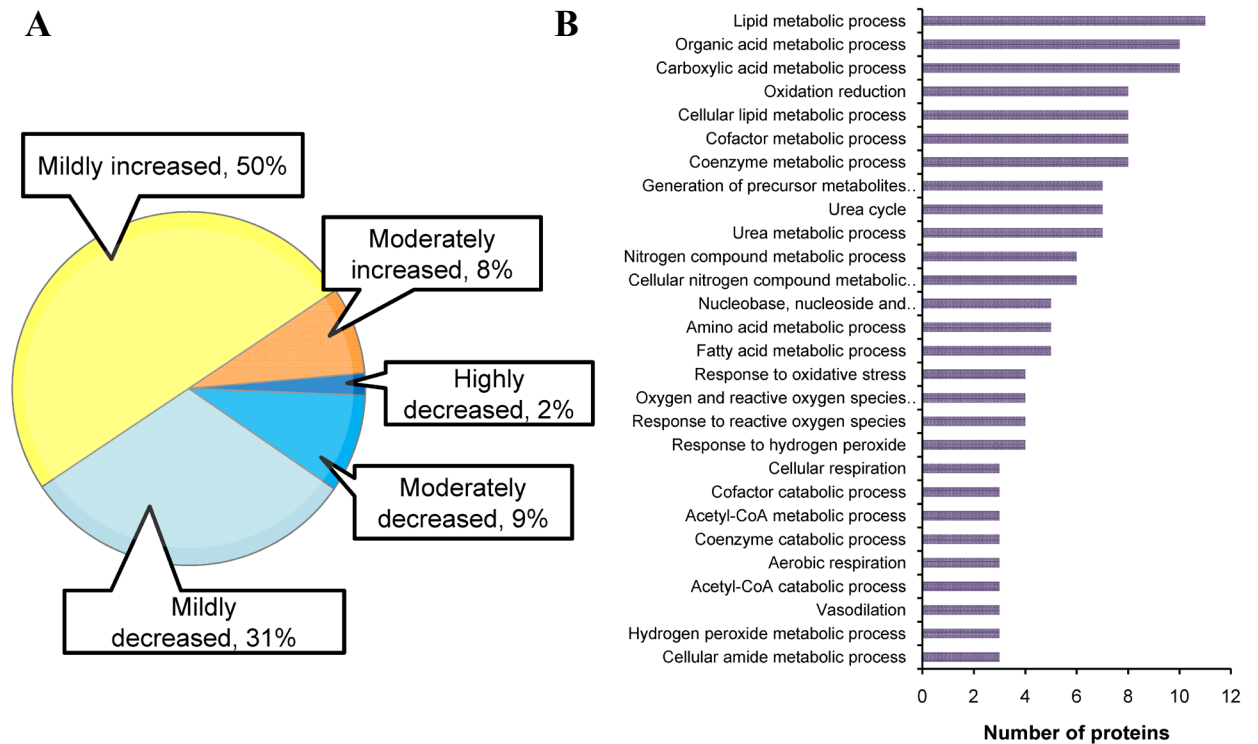 A
Mildly increased, 50%
Moderately
increased, 8%
Highly
decreased, 2%
Moderately
decreased, 9%
Mildly
decreased, 31%
B
Lipid metabolic process
Organic acid metabolic process
Carboxylic acid metabolic process
Oxidation reduction
Cellular lipid metabolic process
Cofactor metabolic process
Coenzyme metabolic process
Generation of precursor metabolites..
Urea cycle
Urea metabolic process
Nitrogen compound metabolic process
Cellular nitrogen compound metabolic..
Nucleobase, nucleoside and..
Amino acid metabolic process
Fatty acid metabolic process
Response to oxidative stress
Oxygen and reactive oxygen species..
Response to reactive oxygen species
Response to hydrogen peroxide
Cellular respiration
Cofactor catabolic process
Acetyl-CoA metabolic process
Coenzyme catabolic process
Aerobic respiration
Acetyl-CoA catabolic process
Vasodilation
Hydrogen peroxide metabolic process
Cellular amide metabolic process
0 2 4 6 8 10 12
Number of proteins